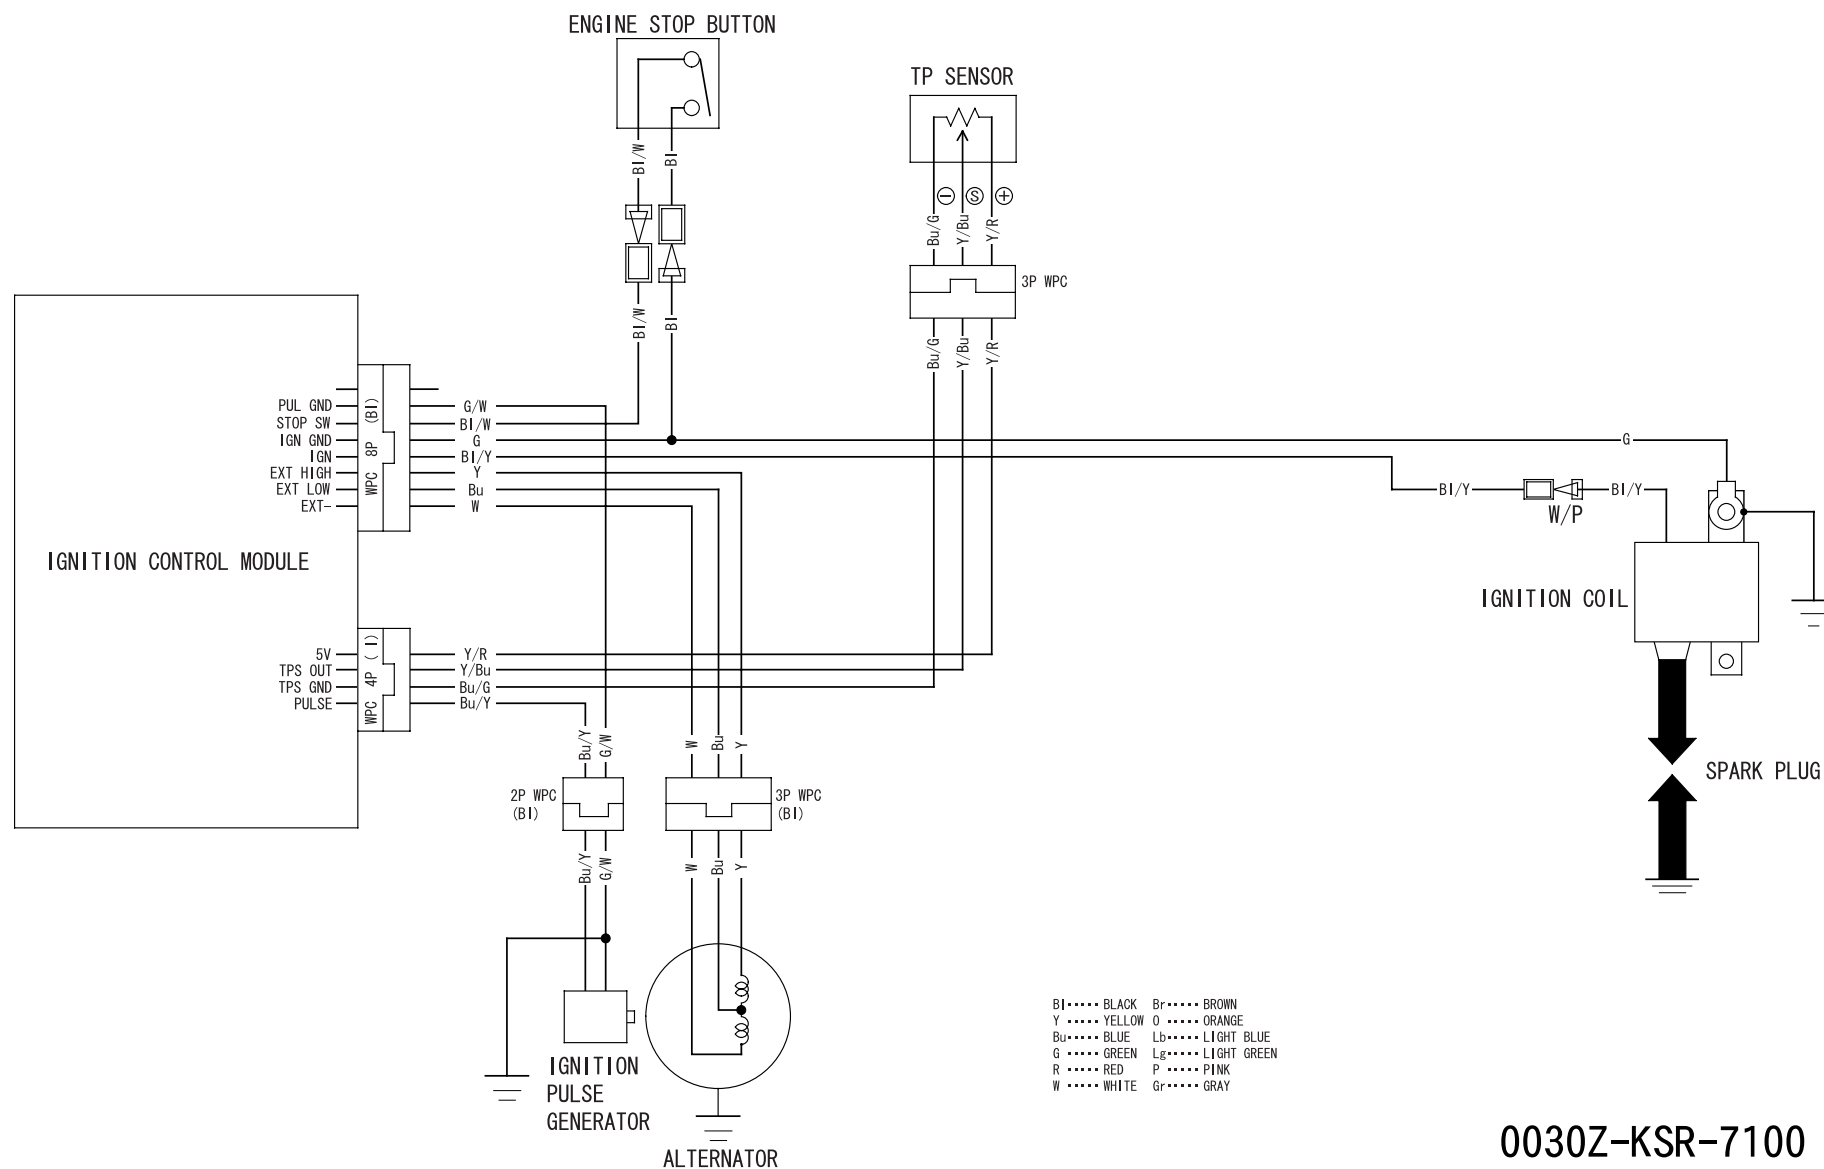 ENGINE STOP BUTTON
TP SENSOR
Bl/W
Bl
- S +
Bu/G
Y/Bu
Y/R
3P WPC
Bl/W
Bl
Bu/G
Y/Bu
Y/R
IGNITION CONTROL MODULE
WPC 8P (Bl)
PUL GND G/W
STOP SW Bl/W
IGN GND G
IGN Bl/Y
EXT HIGH Y
EXT LOW Bu
EXT- W
G
Bl/Y
Bl/Y
W/P
IGNITION COIL
SPARK PLUG
WPC 4P ( l)
5V Y/R
TPS OUT Y/Bu
TPS GND Bu/G
PULSE Bu/Y
Bu/Y
G/W
W
Bu
Y
2P WPC
(Bl)
3P WPC
(Bl)
Bu/Y
G/W
W
Bu
Y
IGNITION
PULSE
GENERATOR
ALTERNATOR
Bl ····· BLACK Br ····· BROWN
Y ····· YELLOW O ····· ORANGE
Bu ····· BLUE Lb ····· LIGHT BLUE
G ····· GREEN Lg ····· LIGHT GREEN
R ····· RED P ····· PINK
W ····· WHITE Gr ····· GRAY
0030Z-KSR-7100